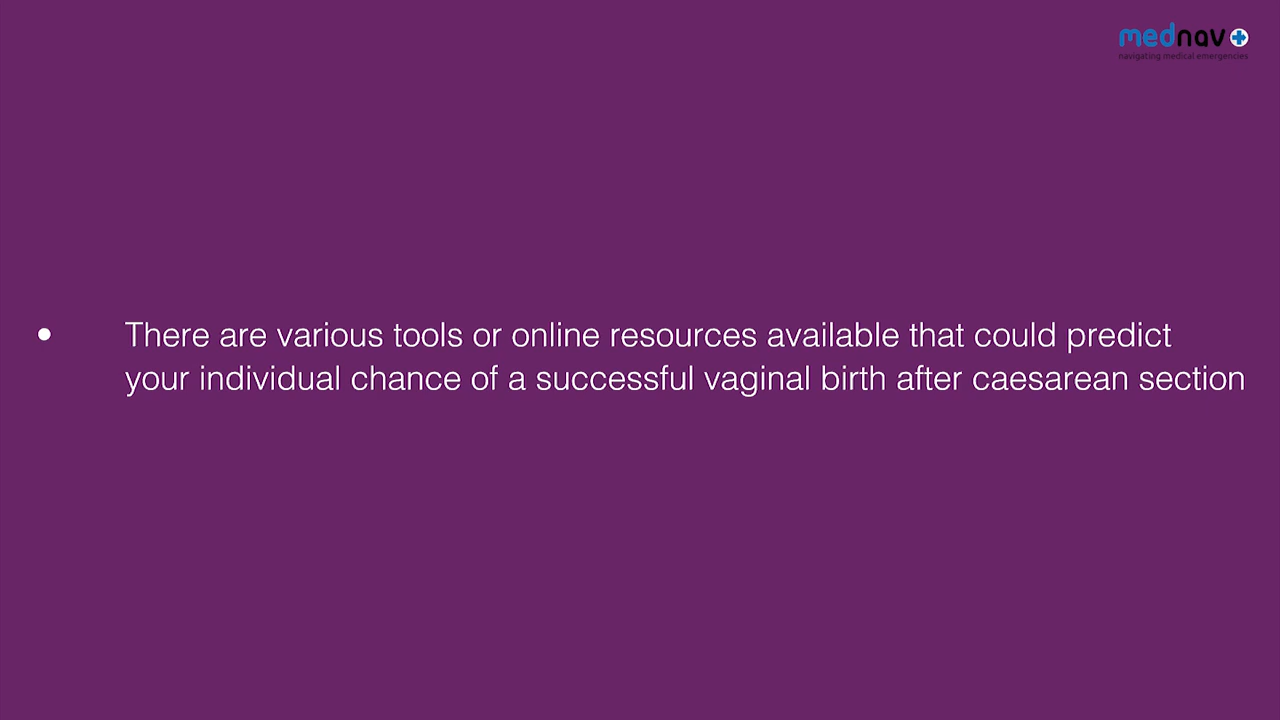 mednav
navigating medical emergencies
• There are various tools or online resources available that could predict
your individual chance of a successful vaginal birth after caesarean section